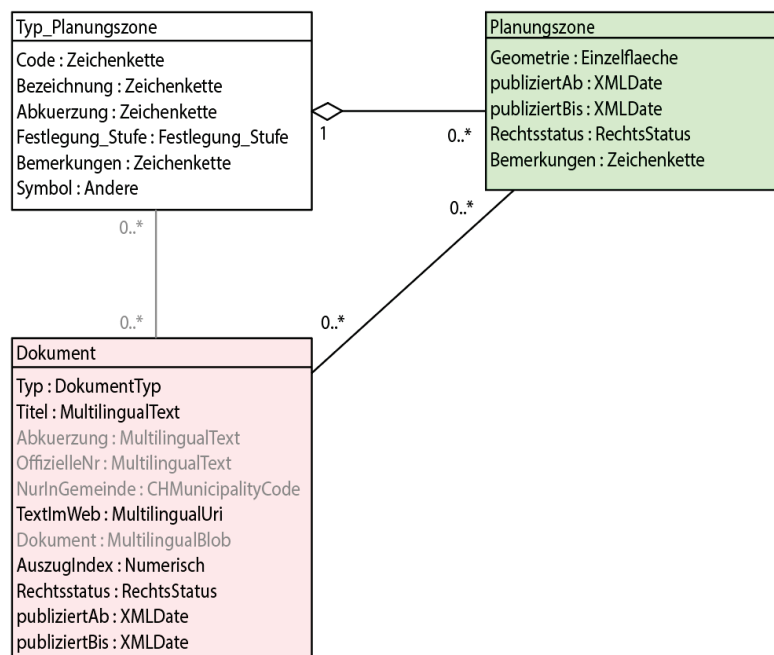 Typ_Planungszone
Code : Zeichenkette
Bezeichnung : Zeichenkette
Abkuerzung : Zeichenkette
Festlegung_Stufe : Festlegung_Stufe
Bemerkungen : Zeichenkette
Symbol : Andere
1
0..*
Planungszone
Geometrie : Einzelflaeche
publiziertAb : XMLDate
publiziertBis : XMLDate
Rechtsstatus : RechtsStatus
Bemerkungen : Zeichenkette
0..*
0..*
0..*
0..*
Dokument
Typ : DokumentTyp
Titel : MultilingualText
Abkuerzung : MultilingualText
OffizielleNr : MultilingualText
NurInGemeinde : CHMunicipalityCode
TextImWeb : MultilingualUri
Dokument : MultilingualBlob
AuszugIndex : Numerisch
Rechtsstatus : RechtsStatus
publiziertAb : XMLDate
publiziertBis : XMLDate